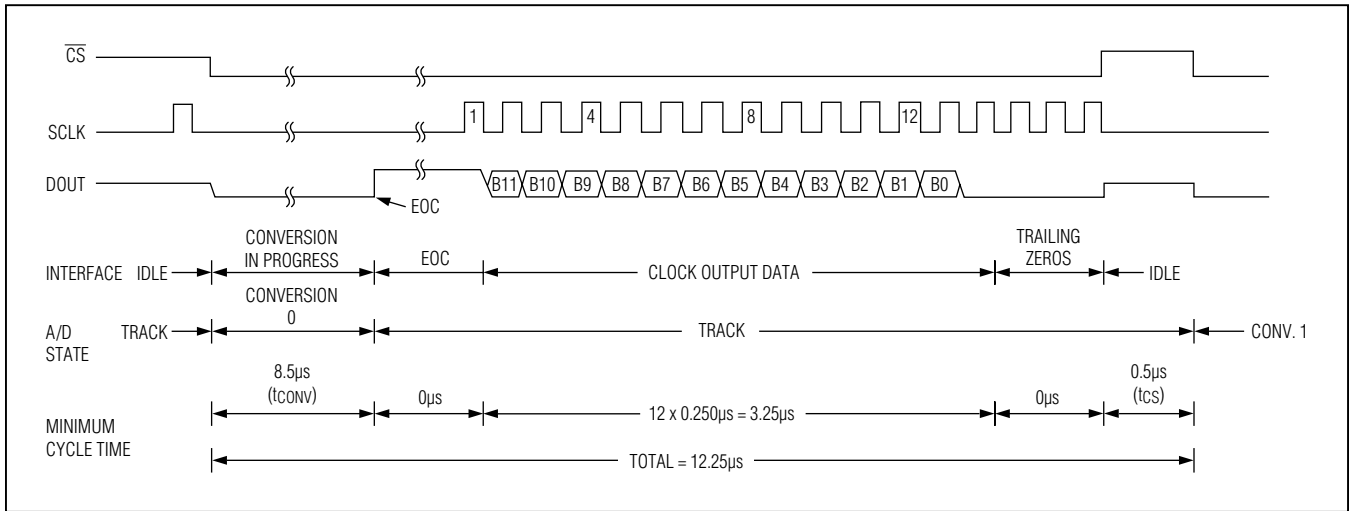 CS
SCLK
1 4 8 12
DOUT
B11 B10 B9 B8 B7 B6 B5 B4 B3 B2 B1 B0
EOC
INTERFACE IDLE
CONVERSION
IN PROGRESS
EOC
CLOCK OUTPUT DATA
TRAILING
ZEROS
IDLE
A/D
STATE
TRACK
CONVERSION
0
TRACK
CONV. 1
MINIMUM
CYCLE TIME
8.5µs
(tCONV)
0µs
12 x 0.250µs = 3.25µs
0µs
0.5µs
(tCS)
TOTAL = 12.25µs